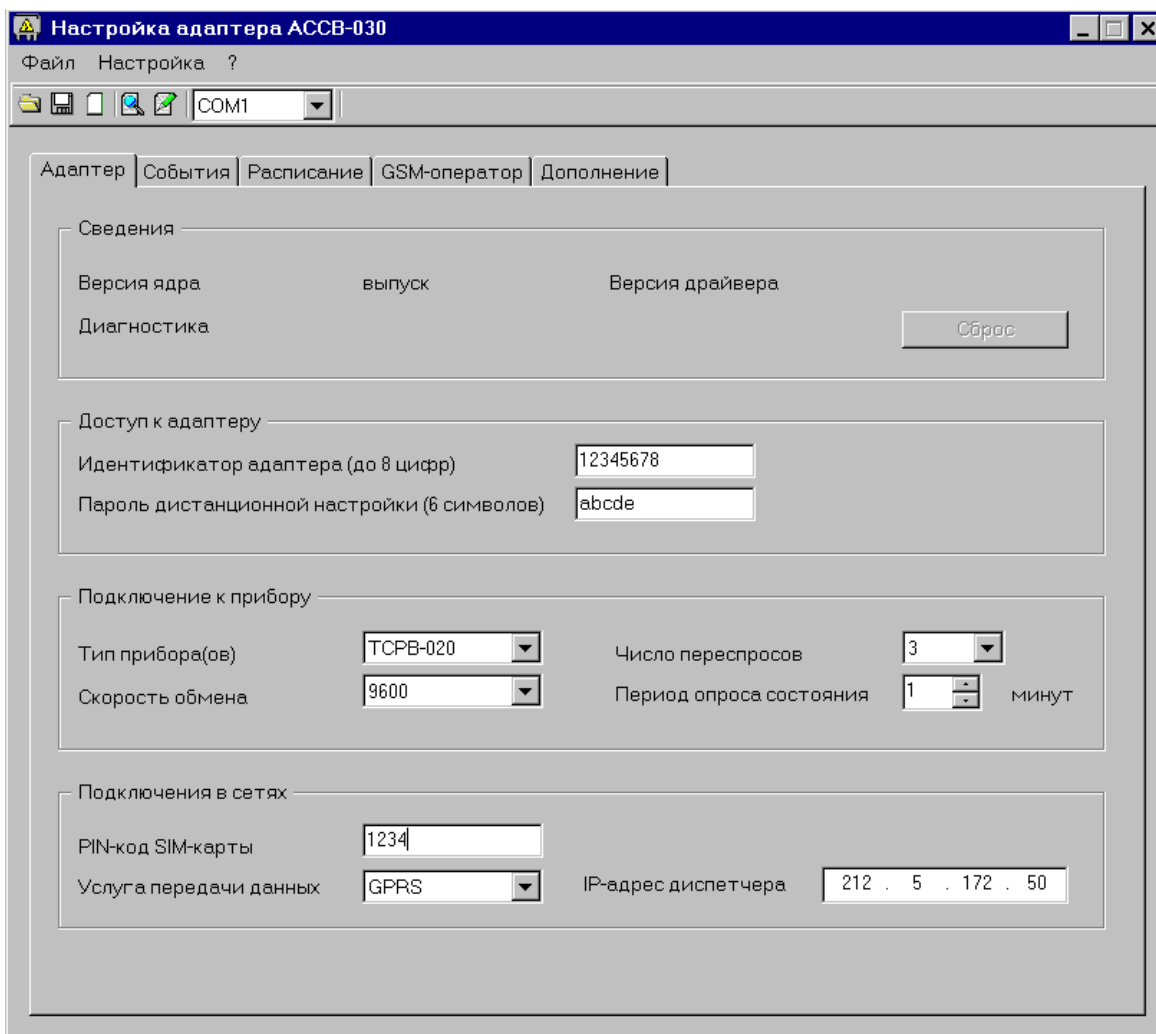 Настройка адаптера АССВ-030
Файл Настройка ?
COM1
Адаптер События Расписание GSM-оператор Дополнение
Сведения
Версия ядра выпуск Версия драйвера
Диагностика Сброс
Доступ к адаптеру
Идентификатор адаптера (до 8 цифр) 12345678
Пароль дистанционной настройки (6 символов) abcde
Подключение к прибору
Тип прибора(ов) ТСРВ-020 Число переспросов 3
Скорость обмена 9600 Период опроса состояния 1 минут
Подключения в сетях
PIN-код SIM-карты 1234
Услуга передачи данных GPRS IP-адрес диспетчера 212 . 5 . 172 . 50